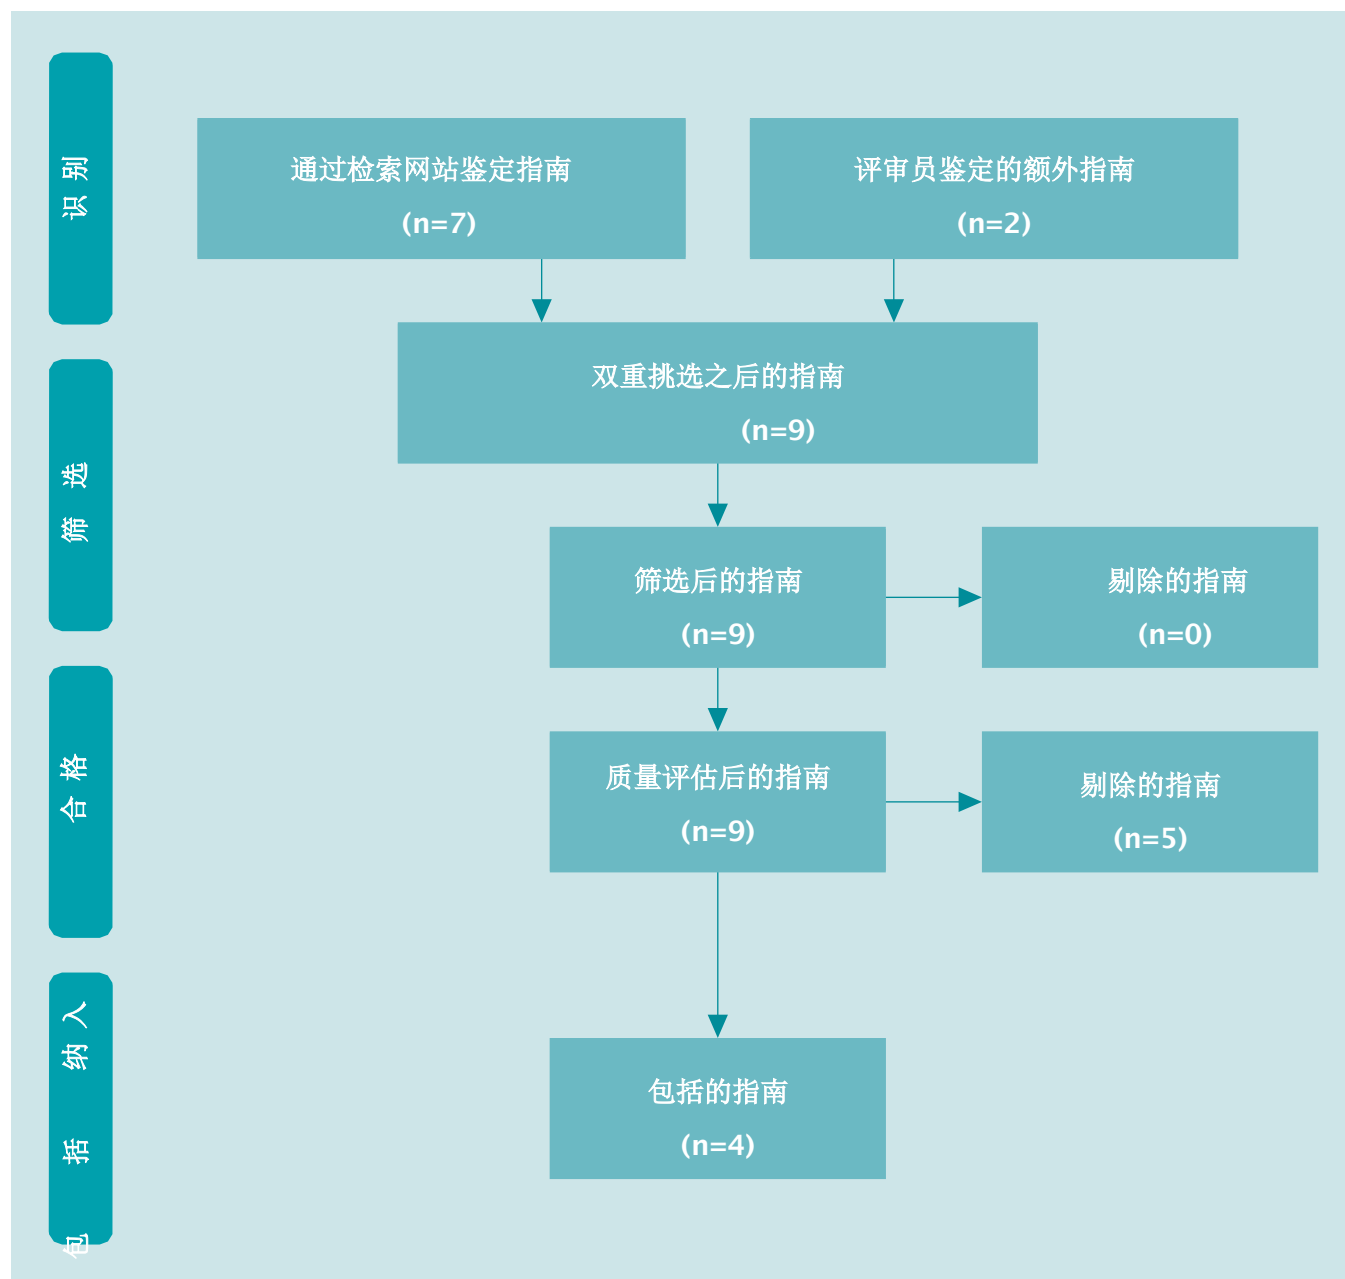 识别
通过检索网站鉴定指南
(n=7)
评审员鉴定的额外指南
(n=2)
双重挑选之后的指南
(n=9)
筛 选
筛选后的指南
(n=9)
剔除的指南
(n=0)
合格
质量评估后的指南
(n=9)
剔除的指南
(n=5)
包 括 纳入
包括的指南
(n=4)